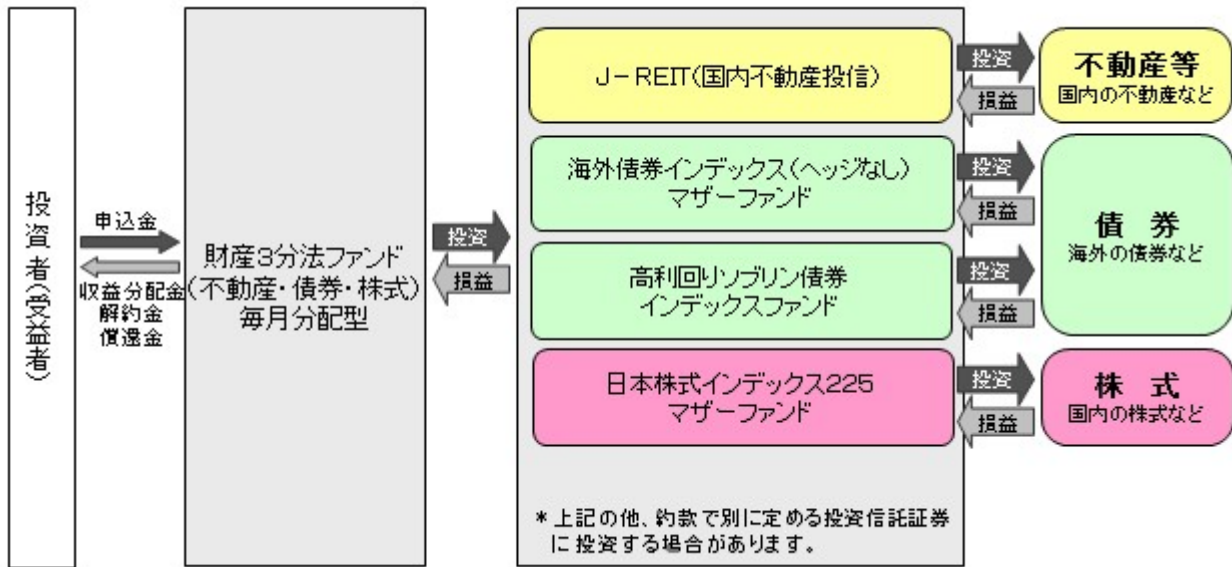 投資者(受益者)
申込金
収益分配金
解約金
償還金
財産3分法ファンド
(不動産・債券・株式)
毎月分配型
投資
損益
J-REIT(国内不動産投信)
投資
損益
不動産等
国内の不動産など
海外債券インデックス(ヘッジなし)
マザーファンド
投資
損益
高利回りソブリン債券
インデックスファンド
投資
損益
債券
海外の債券など
日本株式インデックス225
マザーファンド
投資
損益
株式
国内の株式など
*上記の他、約款で別に定める投資信託証券
に投資する場合があります。